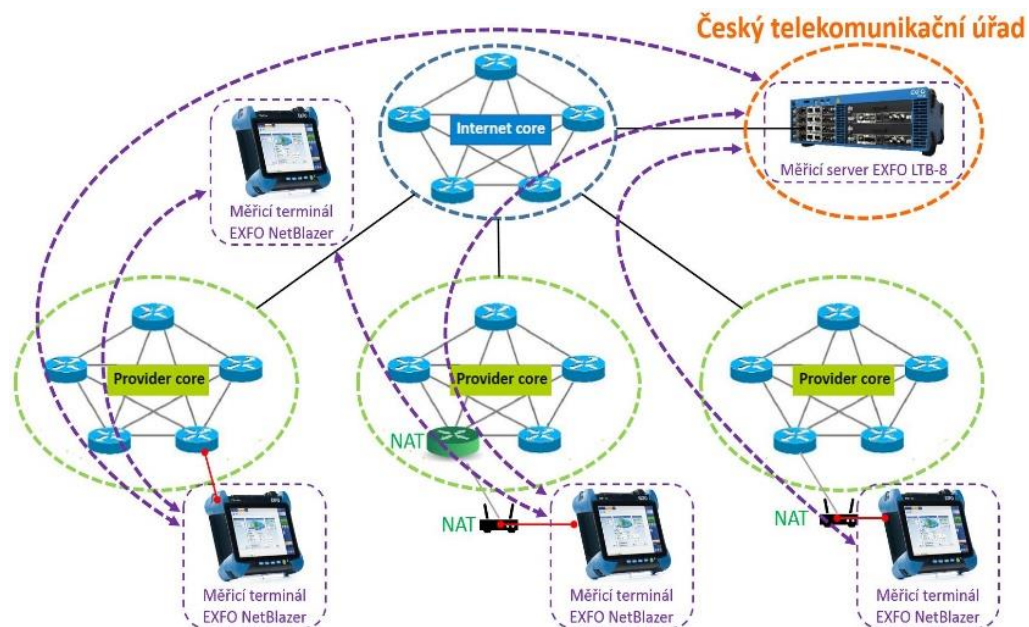 Český telekomunikační úřad
Internet core
Měřicí server EXFO LTB-8
Měřicí terminál
EXFO NetBlazer
Provider core
Provider core
Provider core
NAT
NAT
NAT
Měřicí terminál
EXFO NetBlazer
Měřicí terminál
EXFO NetBlazer
Měřicí terminál
EXFO NetBlazer